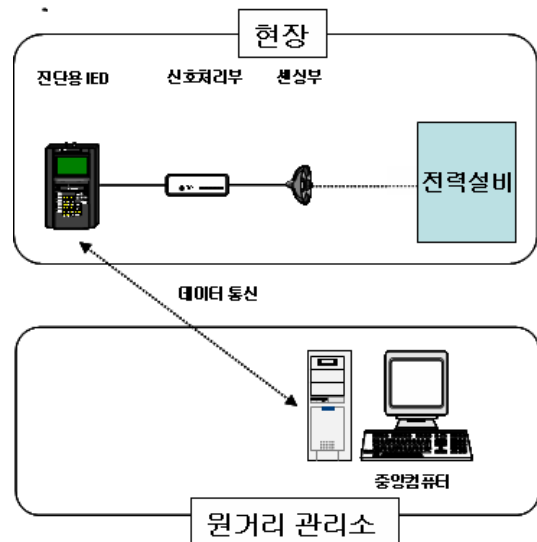 현장
진단용 IED
신호처리부
센싱부
전력설비
데이터 통신
중앙컴퓨터
원거리 관리소